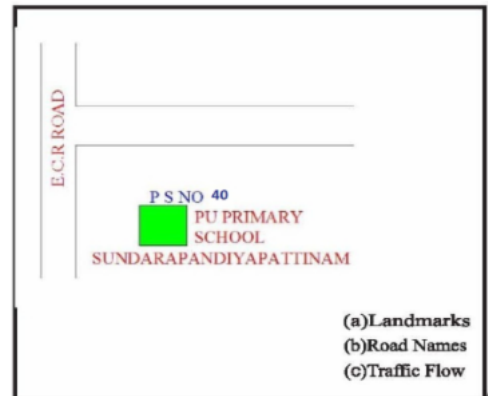 E.C.R ROAD
P S NO 40
PU PRIMARY
SCHOOL
SUNDARAPANDIYAPATTINAM
(a)Landmarks
(b)Road Names
(c)Traffic Flow